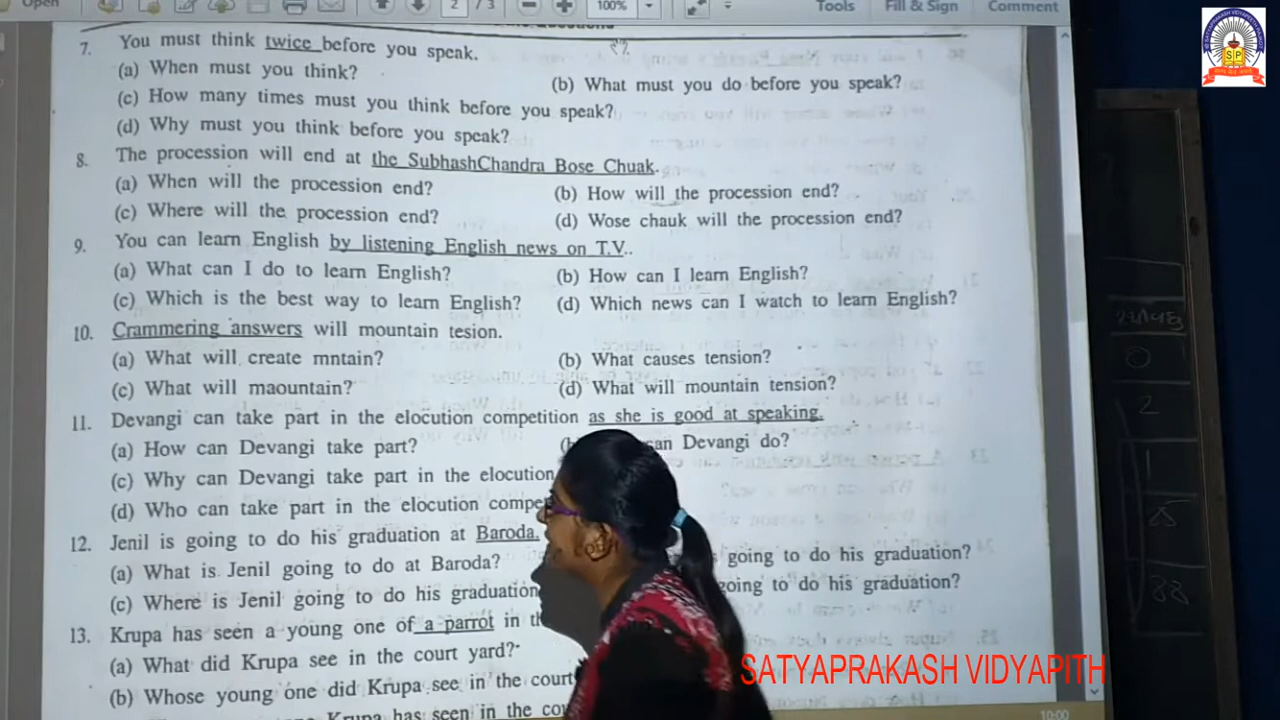 Open
2 / 3
100%
Tools
Fill & Sign
Comment
Questions
7. You must think twice before you speak.
(a) When must you think?
(b) What must you do before you speak?
(c) How many times must you think before you speak?
(d) Why must you think before you speak?
8. The procession will end at the SubhashChandra Bose Chuak.
(a) When will the procession end?
(b) How will the procession end?
(c) Where will the procession end?
(d) Wose chauk will the procession end?
9. You can learn English by listening English news on T.V..
(a) What can I do to learn English?
(b) How can I learn English?
(c) Which is the best way to learn English?
(d) Which news can I watch to learn English?
10. Crammering answers will mountain tesion.
(a) What will create mntain?
(b) What causes tension?
(c) What will maountain?
(d) What will mountain tension?
11. Devangi can take part in the elocution competition as she is good at speaking.
(a) How can Devangi take part?
can Devangi do?
(c) Why can Devangi take part in the elocution
(d) Who can take part in the elocution
12. Jenil is going to do his graduation at Baroda.
(a) What is Jenil going to do at Baroda?
going to do his graduation?
(c) Where is Jenil going to do his graduation
going to do his graduation?
13. Krupa has seen a young one of a parrot in
(a) What did Krupa see in the court yard?
(b) Whose young one did Krupa see in the court
Krupa has seen in the
SATYAPRAKASH VIDYAPITH
10:00
SP
0
2
1